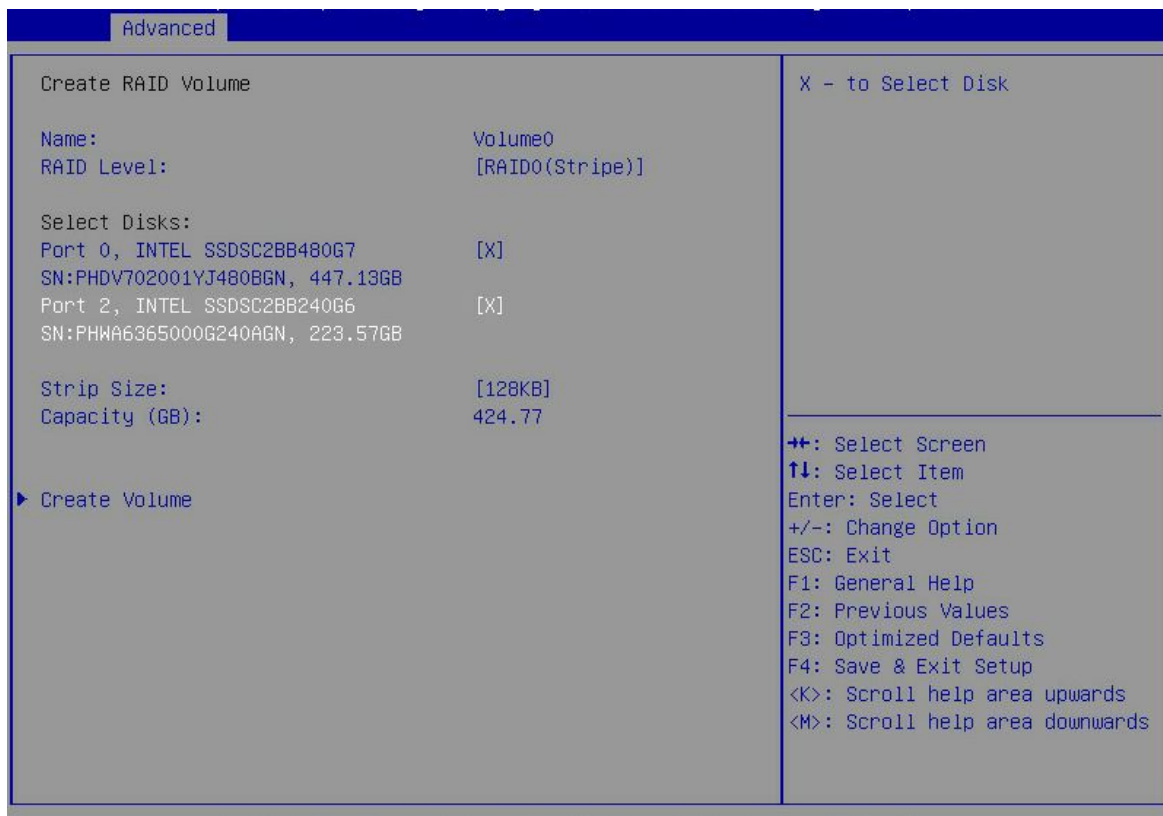 Advanced
Create RAID Volume
Name: Volume0
RAID Level: [RAID0(Stripe)]
Select Disks:
Port 0, INTEL SSDSC2BB480G7 [X]
SN:PHDV702001YJ480BGN, 447.13GB
Port 2, INTEL SSDSC2BB240G6 [X]
SN:PHWA6365000G240AGN, 223.57GB
Strip Size: [128KB]
Capacity (GB): 424.77
Create Volume
X - to Select Disk
→←: Select Screen
↑↓: Select Item
Enter: Select
+/-: Change Option
ESC: Exit
F1: General Help
F2: Previous Values
F3: Optimized Defaults
F4: Save & Exit Setup
<K>: Scroll help area upwards
<M>: Scroll help area downwards